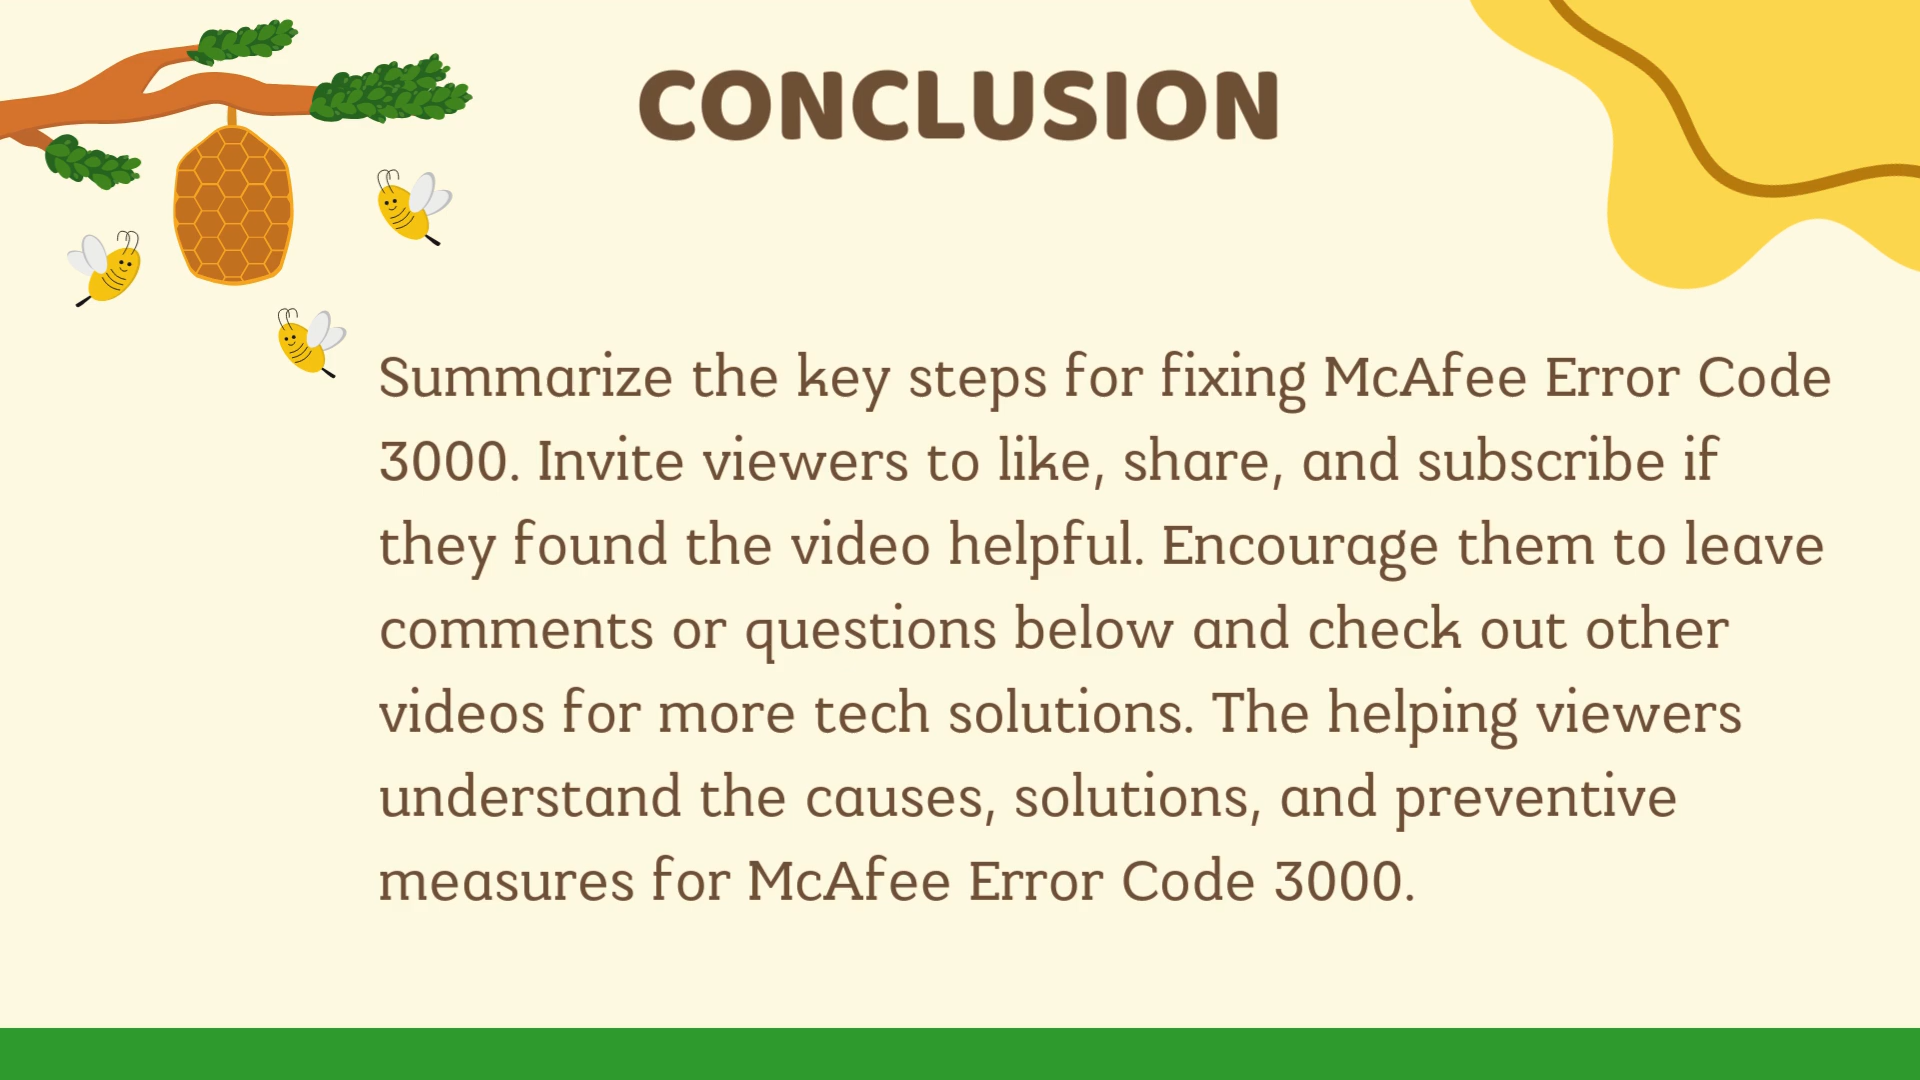 CONCLUSION
Summarize the key steps for fixing McAfee Error Code
3000. Invite viewers to like, share, and subscribe if
they found the video helpful. Encourage them to leave
comments or questions below and check out other
videos for more tech solutions. The helping viewers
understand the causes, solutions, and preventive
measures for McAfee Error Code 3000.